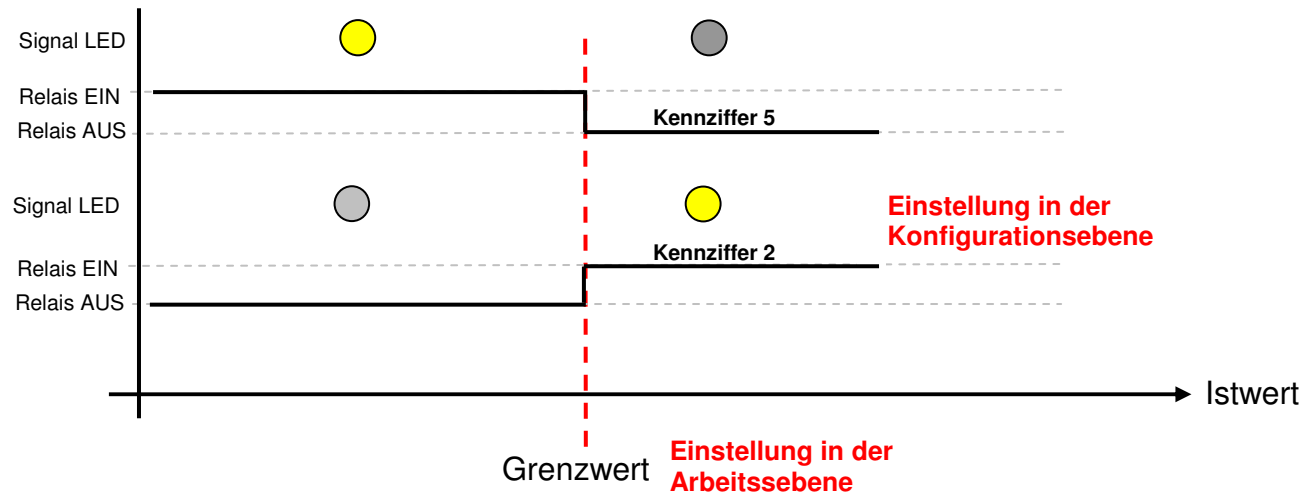 Signal LED
Relais EIN
Kennziffer 5
Relais AUS
Signal LED
Einstellung in der
Konfigurationsebene
Kennziffer 2
Relais EIN
Relais AUS
Istwert
Grenzwert
Einstellung in der
Arbeitssebene